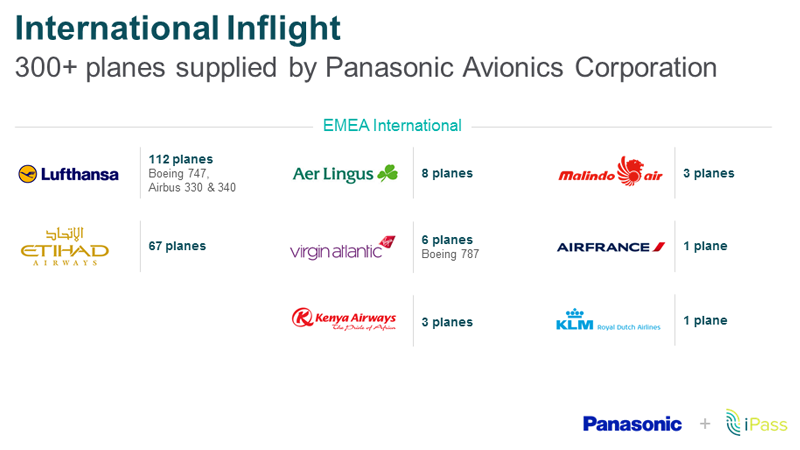 International Inflight
300+ planes supplied by Panasonic Avionics Corporation
EMEA International
Lufthansa
112 planes
Boeing 747,
Airbus 330 & 340
Aer Lingus
8 planes
Malindo air
3 planes
الإتحاد
ETIHAD
AIRWAYS
67 planes
virgin atlantic
6 planes
Boeing 787
AIRFRANCE
1 plane
Kenya Airways
The Pride of Africa
3 planes
KLM Royal Dutch Airlines
1 plane
Panasonic + iPass